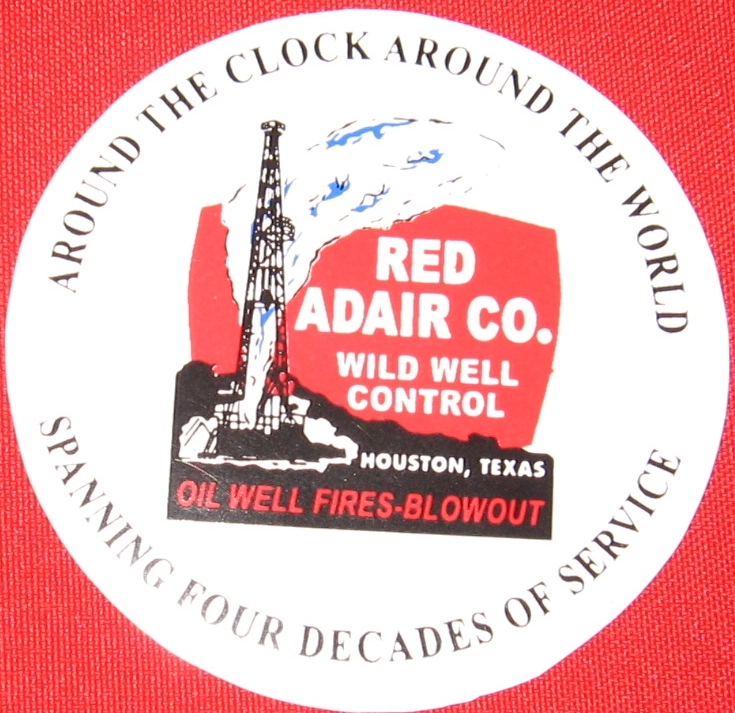 AROUND THE CLOCK AROUND THE WORLD
RED
ADAIR CO.
WILD WELL
CONTROL
HOUSTON, TEXAS
OIL WELL FIRES-BLOWOUT
SPANNING FOUR DECADES OF SERVICE